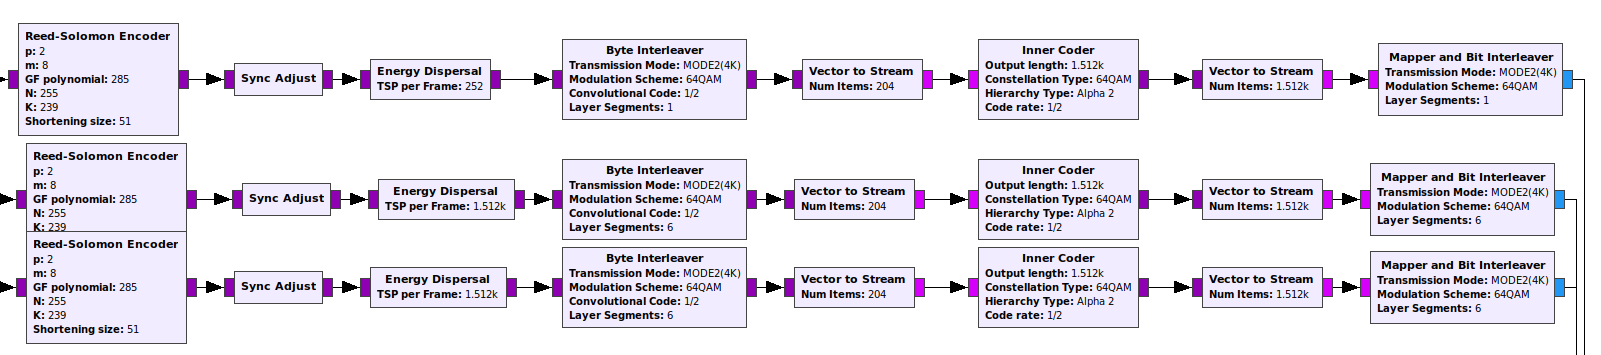 Reed-Solomon Encoder
p: 2
m: 8
GF polynomial: 285
N: 255
K: 239
Shortening size: 51
Sync Adjust
Energy Dispersal
TSP per Frame: 252
Byte Interleaver
Transmission Mode: MODE2(4K)
Modulation Scheme: 64QAM
Convolutional Code: 1/2
Layer Segments: 1
Vector to Stream
Num Items: 204
Inner Coder
Output length: 1.512k
Constellation Type: 64QAM
Hierarchy Type: Alpha 2
Code rate: 1/2
Vector to Stream
Num Items: 1.512k
Mapper and Bit Interleaver
Transmission Mode: MODE2(4K)
Modulation Scheme: 64QAM
Layer Segments: 1
Reed-Solomon Encoder
p: 2
m: 8
GF polynomial: 285
N: 255
K: 239
Sync Adjust
Energy Dispersal
TSP per Frame: 1.512k
Byte Interleaver
Transmission Mode: MODE2(4K)
Modulation Scheme: 64QAM
Convolutional Code: 1/2
Layer Segments: 6
Vector to Stream
Num Items: 204
Inner Coder
Output length: 1.512k
Constellation Type: 64QAM
Hierarchy Type: Alpha 2
Code rate: 1/2
Vector to Stream
Num Items: 1.512k
Mapper and Bit Interleaver
Transmission Mode: MODE2(4K)
Modulation Scheme: 64QAM
Layer Segments: 6
Reed-Solomon Encoder
p: 2
m: 8
GF polynomial: 285
N: 255
K: 239
Shortening size: 51
Sync Adjust
Energy Dispersal
TSP per Frame: 1.512k
Byte Interleaver
Transmission Mode: MODE2(4K)
Modulation Scheme: 64QAM
Convolutional Code: 1/2
Layer Segments: 6
Vector to Stream
Num Items: 204
Inner Coder
Output length: 1.512k
Constellation Type: 64QAM
Hierarchy Type: Alpha 2
Code rate: 1/2
Vector to Stream
Num Items: 1.512k
Mapper and Bit Interleaver
Transmission Mode: MODE2(4K)
Modulation Scheme: 64QAM
Layer Segments: 6